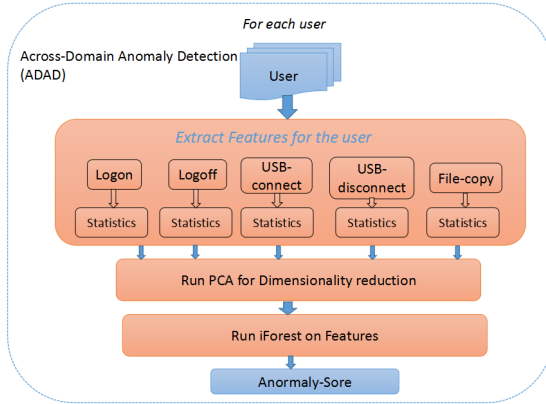 For each user
Across-Domain Anomaly Detection
(ADAD)
User
Extract Features for the user
Logon
Logoff
USB-
connect
USB-
disconnect
File-copy
Statistics
Statistics
Statistics
Statistics
Statistics
Run PCA for Dimensionality reduction
Run iForest on Features
Anormaly-Sore